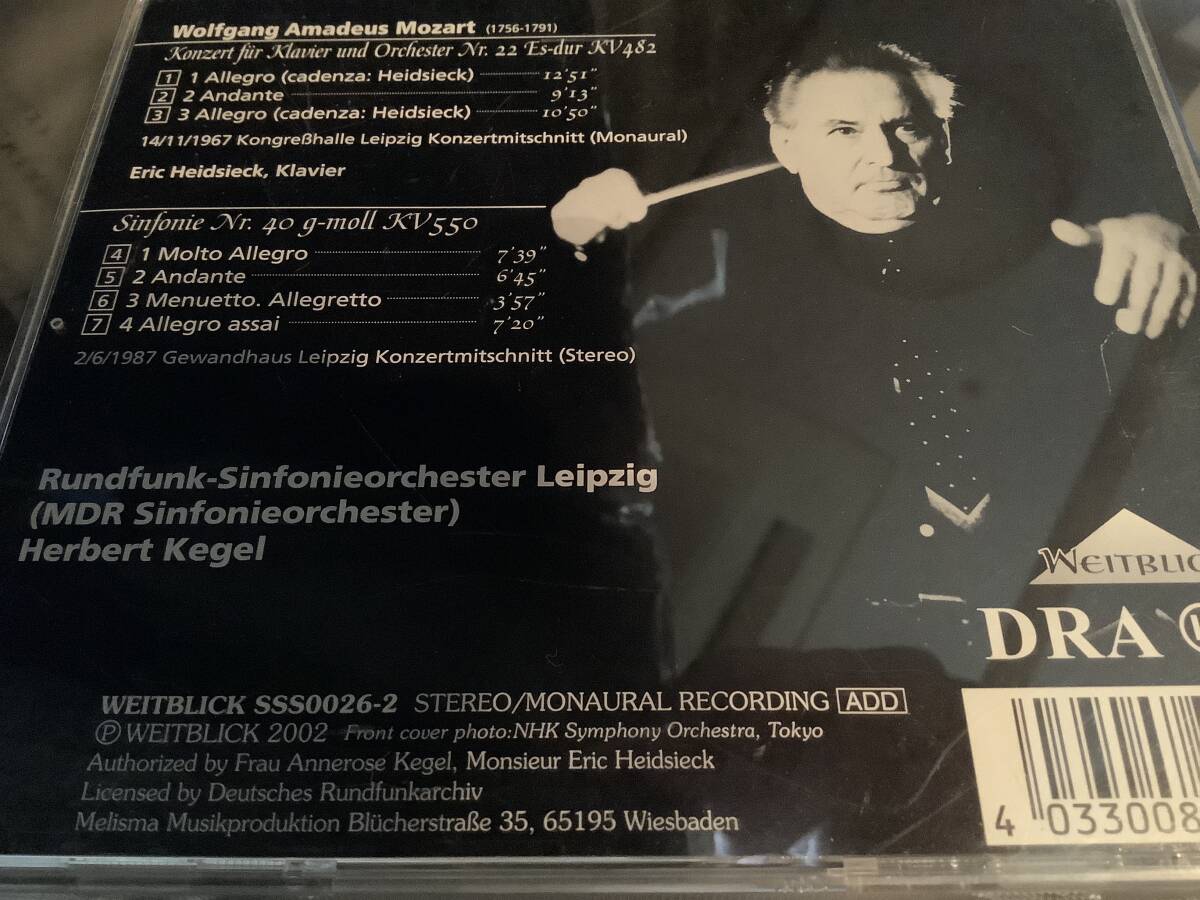 Wolfgang Amadeus Mozart (1756-1791)
Konzert für Klavier und Orchester Nr. 22 Es-dur KV482
1 1 Allegro (cadenza: Heidsieck) 12'51"
2 2 Andante 9'13"
3 3 Allegro (cadenza: Heidsieck) 10'50"
14/11/1967 Kongreßhalle Leipzig Konzertmitschnitt (Monaural)
Eric Heidsieck, Klavier
Sinfonie Nr. 40 g-moll KV550
4 1 Molto Allegro 7'39"
5 2 Andante 6'45"
6 3 Menuetto. Allegretto 3'57"
7 4 Allegro assai 7'20"
2/6/1987 Gewandhaus Leipzig Konzertmitschnitt (Stereo)
Rundfunk-Sinfonieorchester Leipzig
(MDR Sinfonieorchester)
Herbert Kegel
WEITBLIC
DRA
WEITBLICK SSS0026-2 STEREO/MONAURAL RECORDING ADD
Ⓟ WEITBLICK 2002 Front cover photo:NHK Symphony Orchestra, Tokyo
Authorized by Frau Annerose Kegel, Monsieur Eric Heidsieck
Licensed by Deutsches Rundfunkarchiv
Melisma Musikproduktion Blücherstraße 35, 65195 Wiesbaden
4 033008